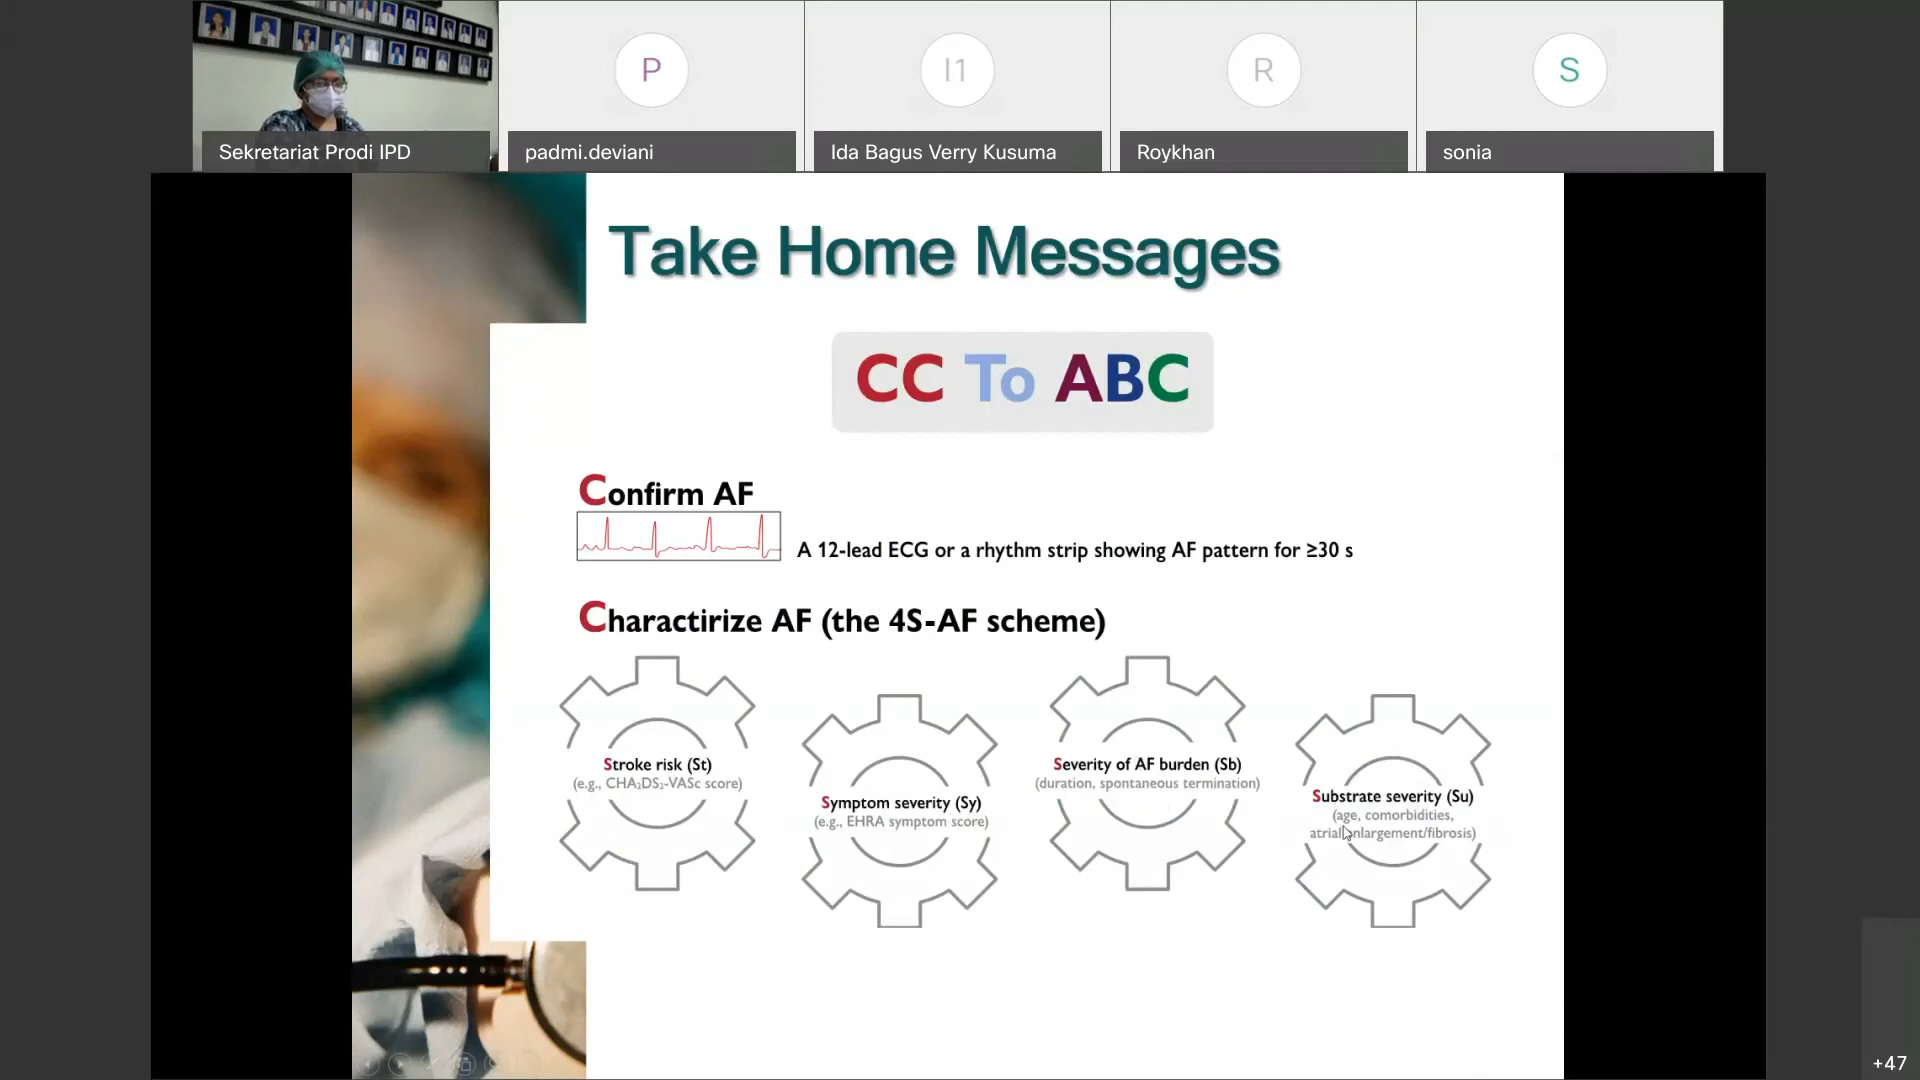 P
I1
R
S
Sekretariat Prodi IPD
padmi.deviani
Ida Bagus Verry Kusuma
Roykhan
sonia
Take Home Messages
CC To ABC
Confirm AF
A 12-lead ECG or a rhythm strip showing AF pattern for ≥30 s
Charactirize AF (the 4S-AF scheme)
Stroke risk (St)
(e.g., CHA₂DS₂-VASc score)
Symptom severity (Sy)
(e.g., EHRA symptom score)
Severity of AF burden (Sb)
(duration, spontaneous termination)
Substrate severity (Su)
(age, comorbidities,
atrial enlargement/fibrosis)
+47